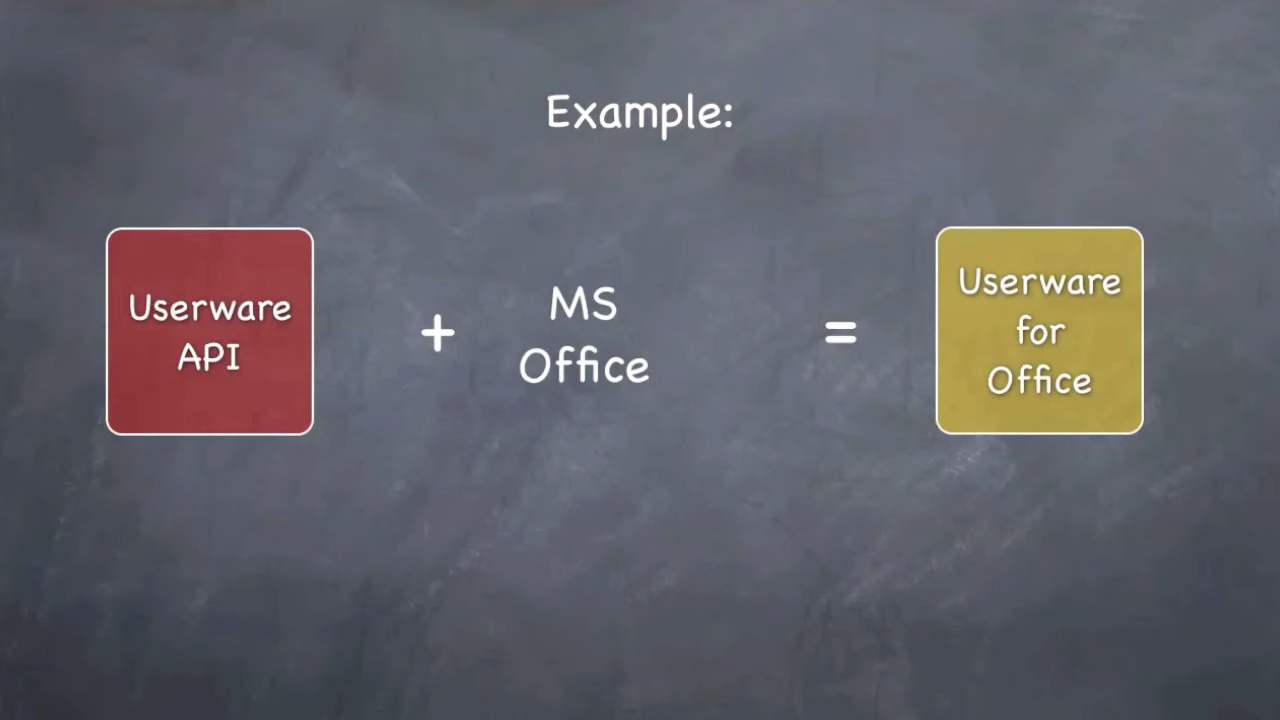 Example:
Userware
API
+
MS
Office
=
Userware
for
Office